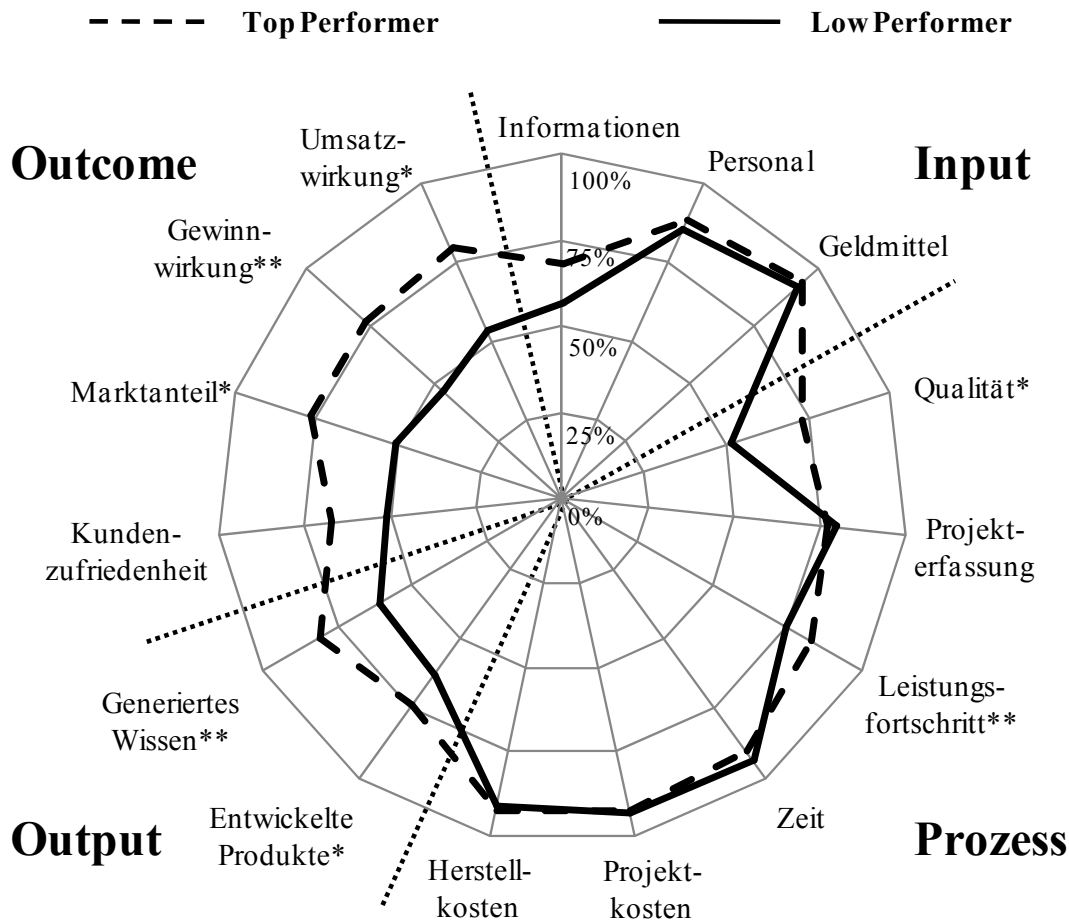 Top Performer
Low Performer
Outcome
Input
Informationen
Umsatz-
wirkung*
Personal
100%
Gewinn-
wirkung**
Geldmittel
75%
50%
Marktanteil*
Qualität*
25%
0%
Kunden-
zufriedenheit
Projekt-
erfassung
Generiertes
Wissen**
Leistungs-
fortschritt**
Entwickelte
Produkte*
Zeit
Output
Prozess
Herstell-
kosten
Projekt-
kosten